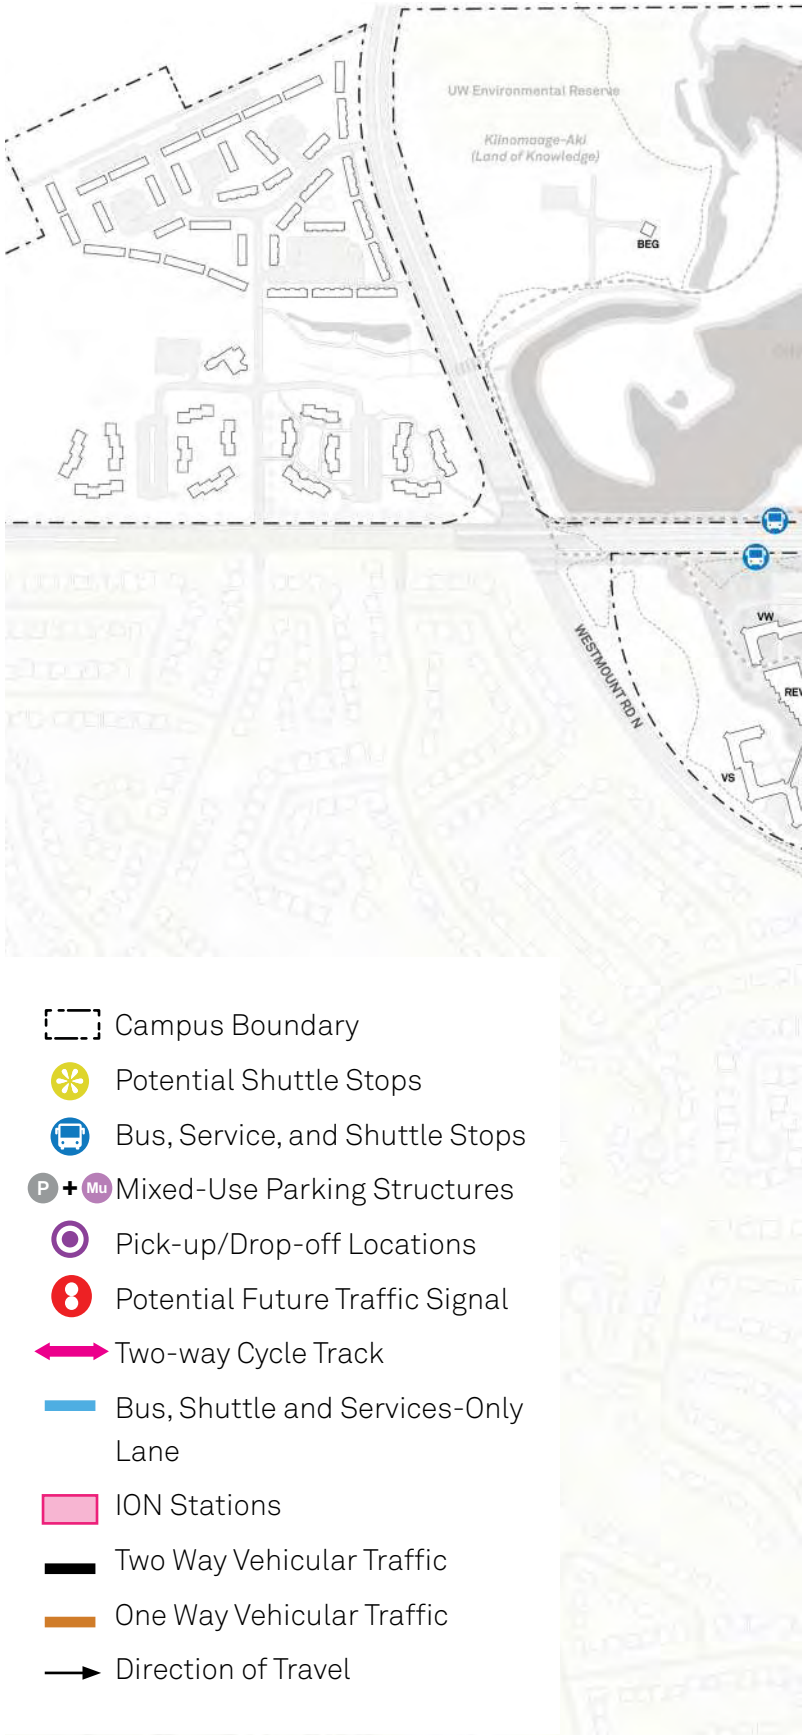 UW Environmental Reserve
Kiinomaage-Aki
(Land of Knowledge)
BEG
VW
REV
WESTMOUNT RD N
VS
Campus Boundary
Potential Shuttle Stops
Bus, Service, and Shuttle Stops
P + Mu Mixed-Use Parking Structures
Pick-up/Drop-off Locations
Potential Future Traffic Signal
Two-way Cycle Track
Bus, Shuttle and Services-Only
Lane
ION Stations
Two Way Vehicular Traffic
One Way Vehicular Traffic
Direction of Travel